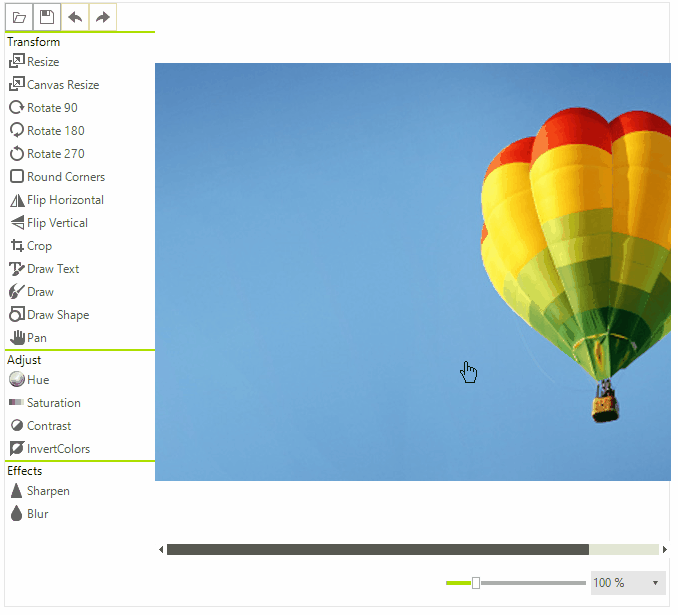 Transform
Resize
Canvas Resize
Rotate 90
Rotate 180
Rotate 270
Round Corners
Flip Horizontal
Flip Vertical
Crop
Draw Text
Draw
Draw Shape
Pan
Adjust
Hue
Saturation
Contrast
InvertColors
Effects
Sharpen
Blur
100 %